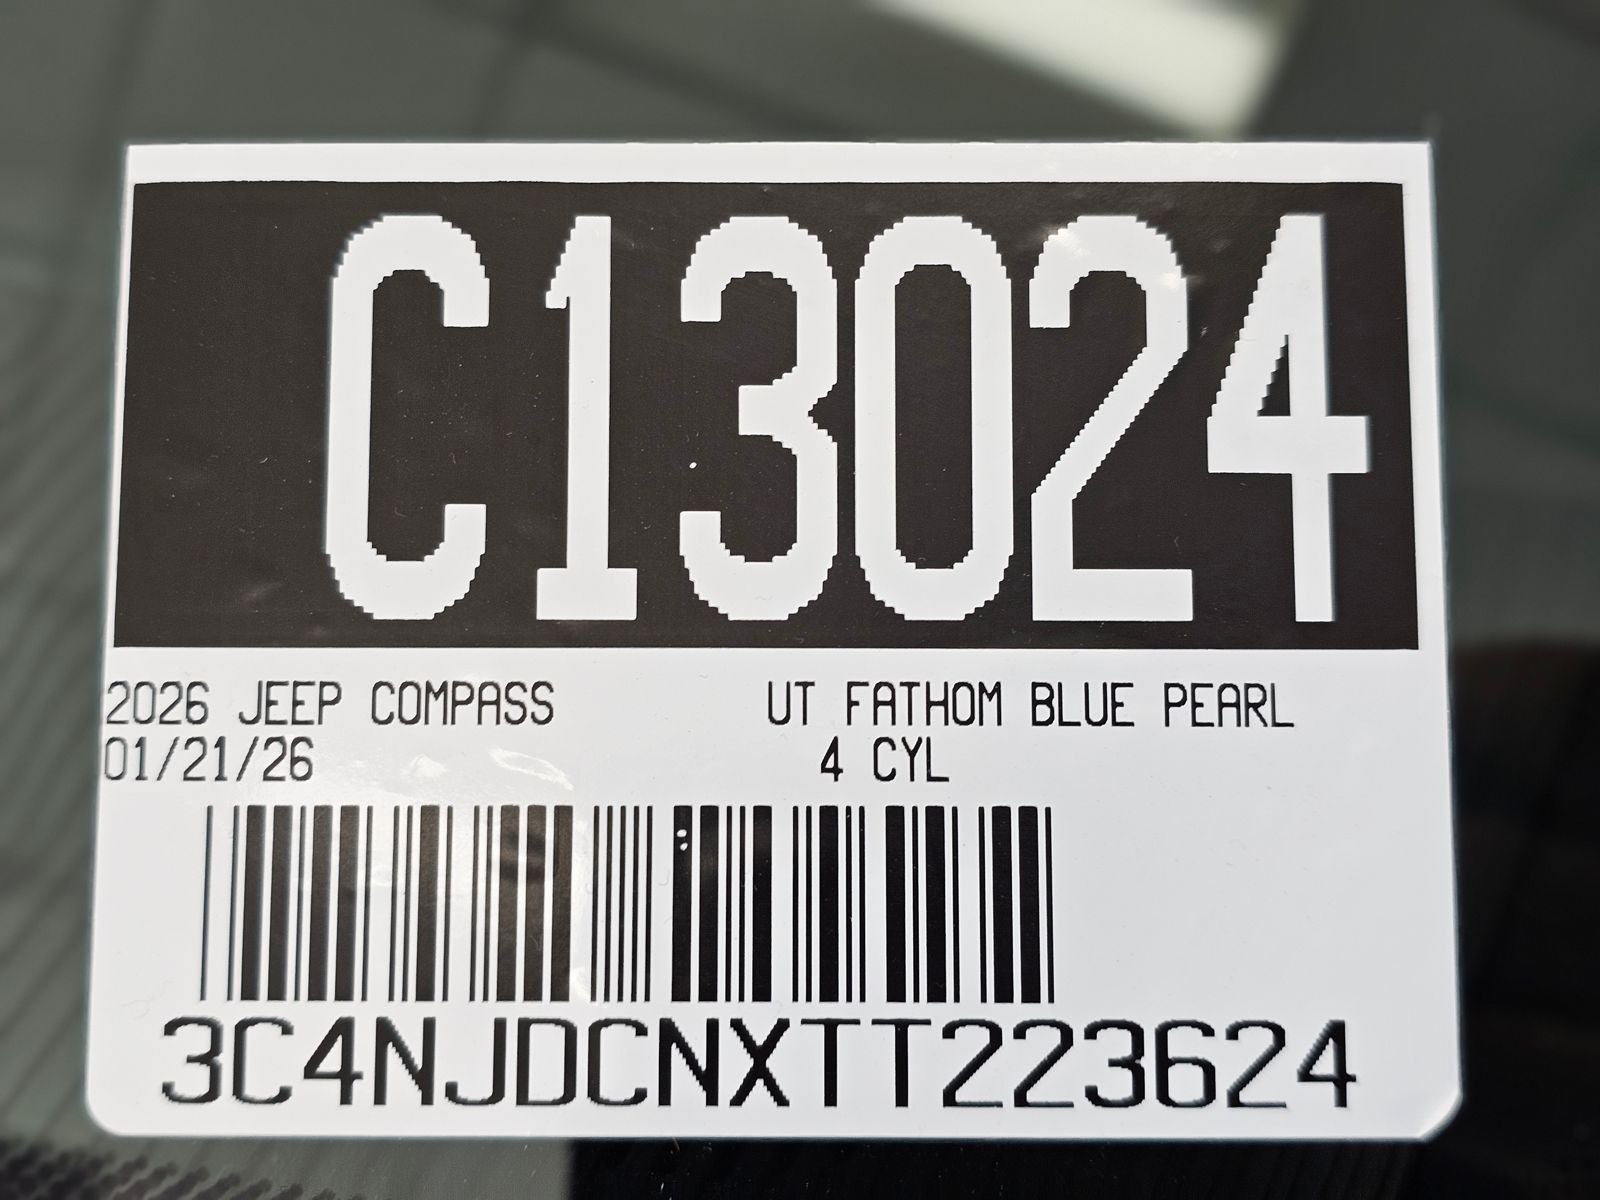 C13024
2026 JEEP COMPASS UT FATHOM BLUE PEARL
01/21/26 4 CYL
3C4NJDCNXTT223624